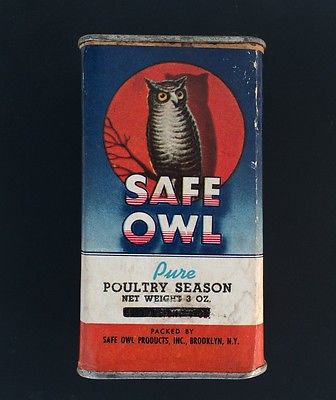 SAFE
OWL
Pure
POULTRY SEASON
NET WEIGHT 3 OZ.
PACKED BY
SAFE OWL PRODUCTS, INC., BROOKLYN, N.Y.